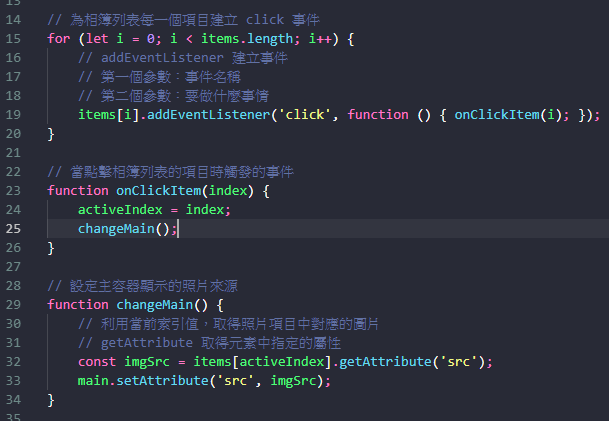 13
14 // 為相簿列表每一個項目建立 click 事件
15 for (let i = 0; i < items.length; i++) {
16 // addEventListener 建立事件
17 // 第一個參數：事件名稱
18 // 第二個參數：要做什麼事情
19 items[i].addEventListener('click', function () { onClickItem(i); });
20 }
21
22 // 當點擊相簿列表的項目時觸發的事件
23 function onClickItem(index) {
24 activeIndex = index;
25 changeMain();
26 }
27
28 // 設定主容器顯示的照片來源
29 function changeMain() {
30 // 利用當前索引值，取得照片項目中對應的圖片
31 // getAttribute 取得元素中指定的屬性
32 const imgSrc = items[activeIndex].getAttribute('src');
33 main.setAttribute('src', imgSrc);
34 }
35